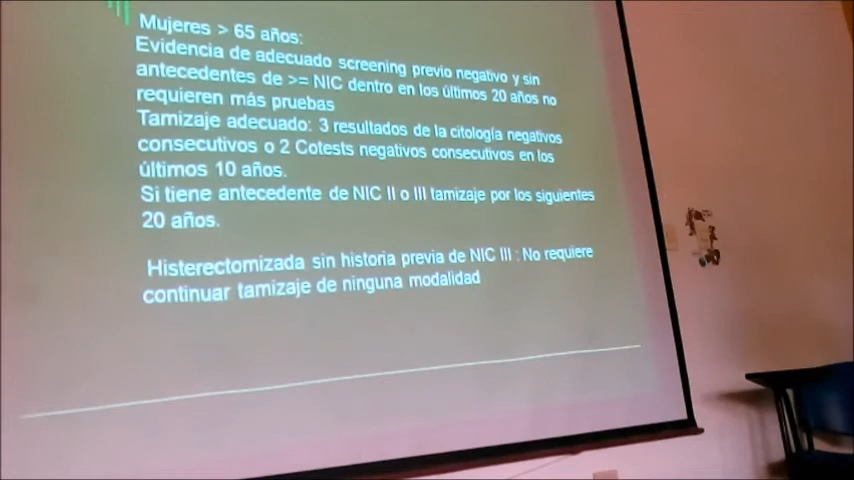 Mujeres > 65 años:
Evidencia de adecuado screening previo negativo y sin
antecedentes de >= NIC dentro en los últimos 20 años no
requieren más pruebas
Tamizaje adecuado: 3 resultados de la citología negativos
consecutivos o 2 Cotests negativos consecutivos en los
últimos 10 años.
Si tiene antecedente de NIC II o III tamizaje por los siguientes
20 años.
Histerectomizada sin historia previa de NIC III : No requiere
continuar tamizaje de ninguna modalidad